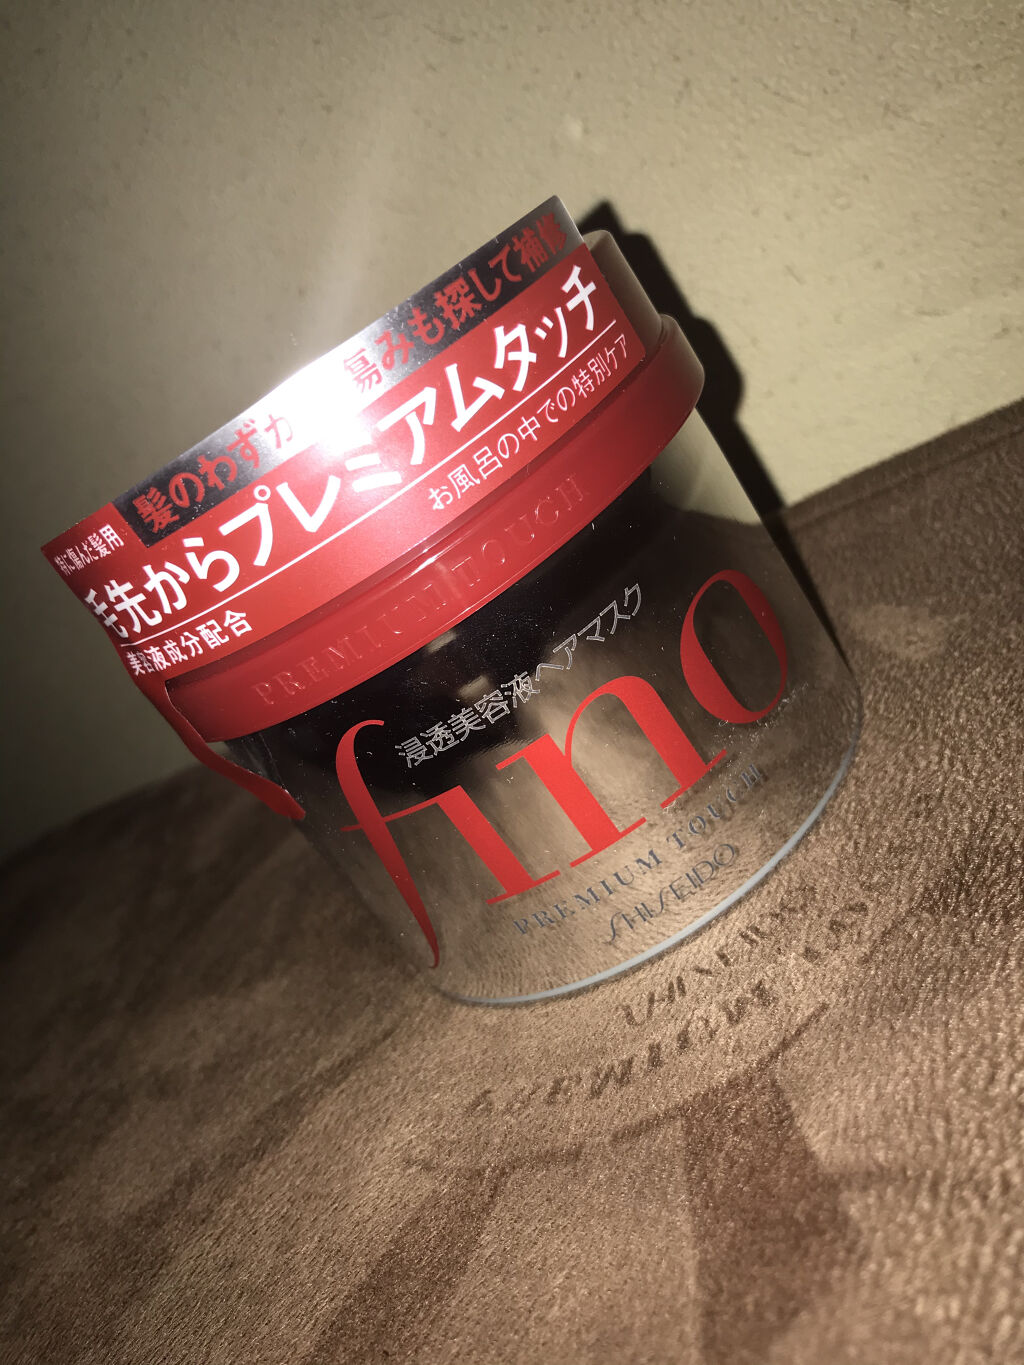 髪のわずか 傷みも探して補修
特に傷んだ髪用
毛先からプレミアムタッチ
美容液成分配合
お風呂の中での特別ケア
PREMIUM TOUCH
浸透美容液ヘアマスク
fino
PREMIUM TOUCH
SHISEIDO